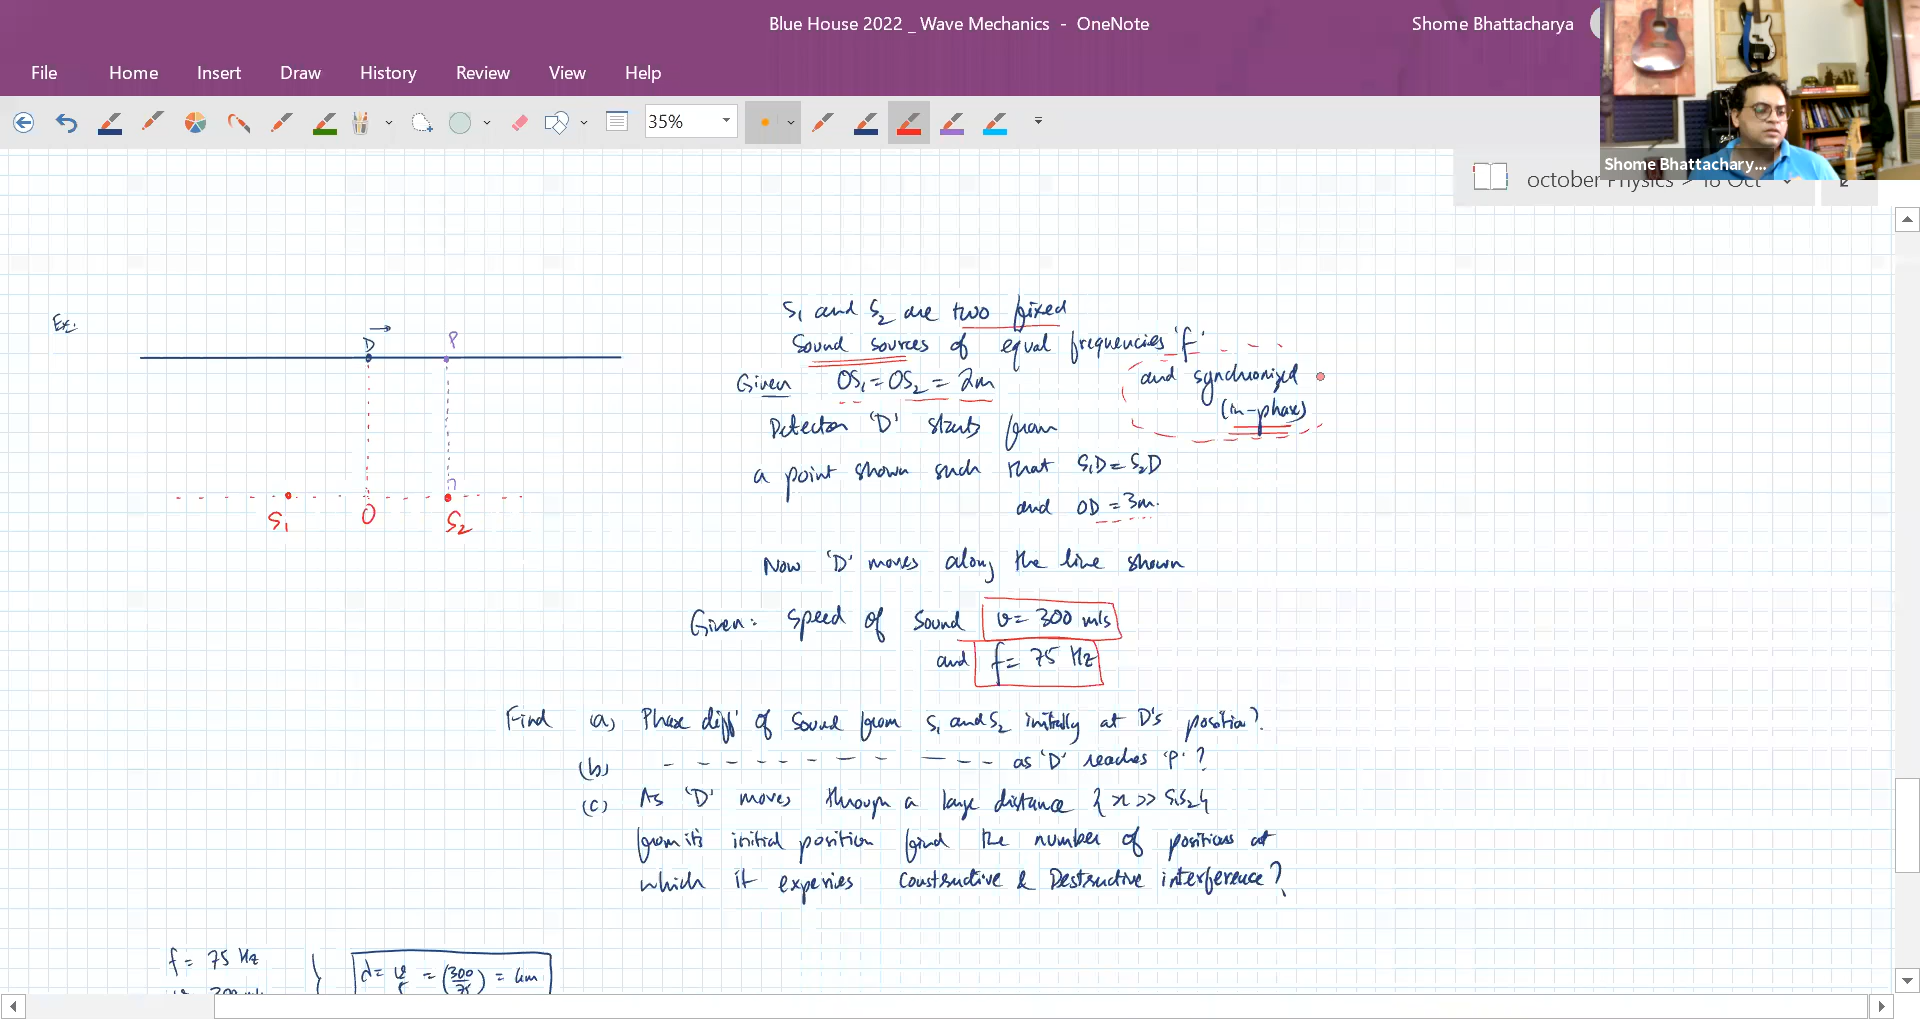 Blue House 2022 _ Wave Mechanics - OneNote
Shome Bhattacharya
File Home Insert Draw History Review View Help
35%
Shome Bhattachary...
october Physics > 18 Oct
Ex:
D
P
S₁
O
S₂
S₁ and S₂ are two fixed
Sound sources of equal frequencies 'f'
and synchronized
(in-phase)
Given OS₁ = OS₂ = 2m
Detector 'D' starts from
a point shown such that S₁D = S₂D
and OD = 3m.
Now 'D' moves along the line shown
Given: Speed of Sound v = 300 m/s
and f = 75 Hz
Find (a) Phase diff of Sound from S₁ and S₂ initially at D's position?
(b) - - - - - - - - - - - - as 'D' reaches 'P'?
(c) As 'D' moves through a large distance {x >> S₁S₂}
from its initial position find the number of positions at
which it experies Constructive & Destructive interference?
f = 75 Hz
λ = v/f = (300/75) = 4m